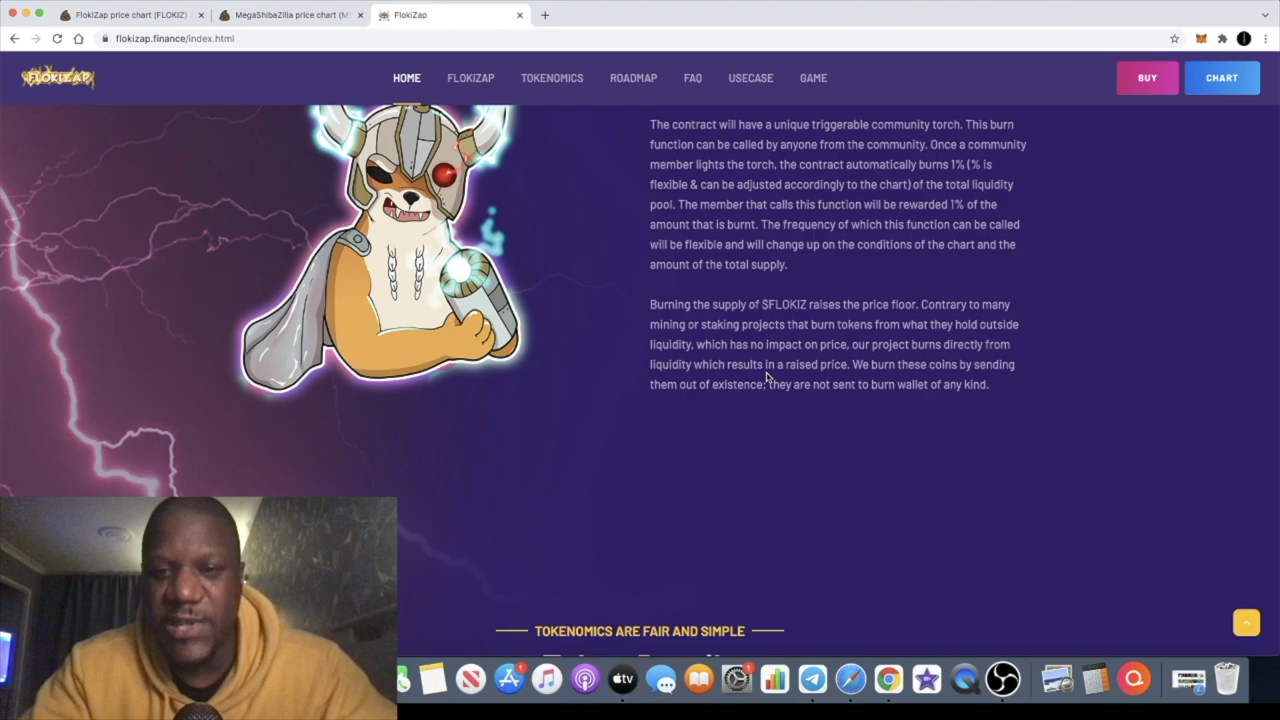 FlokiZap price chart (FLOKIZ)
MegaShibaZilla price chart (M
FlokiZap
flokizap.finance/index.html
FLOKIZAP
HOME
FLOKIZAP
TOKENOMICS
ROADMAP
FAQ
USECASE
GAME
BUY
CHART
The contract will have a unique triggerable community torch. This burn
function can be called by anyone from the community. Once a community
member lights the torch, the contract automatically burns 1% (% is
flexible & can be adjusted accordingly to the chart) of the total liquidity
pool. The member that calls this function will be rewarded 1% of the
amount that is burnt. The frequency of which this function can be called
will be flexible and will change up on the conditions of the chart and the
amount of the total supply.
Burning the supply of $FLOKIZ raises the price floor. Contrary to many
mining or staking projects that burn tokens from what they hold outside
liquidity, which has no impact on price, our project burns directly from
liquidity which results in a raised price. We burn these coins by sending
them out of existence; they are not sent to burn wallet of any kind.
TOKENOMICS ARE FAIR AND SIMPLE
1
tv
1